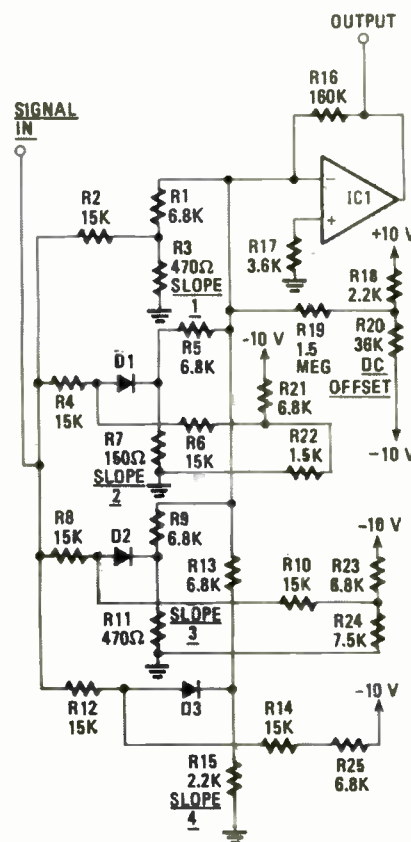 OUTPUT
R16
160K
SIGNAL
IN
R1
6.8K
R2
15K
IC1
−
+
R3
470Ω
SLOPE
1
R17
3.6K
+10 V
R18
2.2K
R5
6.8K
R19
1.5
MEG
R20
36K
DC
OFFSET
-10 V
D1
-10 V
R4
15K
R21
6.8K
R7
150Ω
SLOPE
2
R6
15K
R22
1.5K
R9
6.8K
R8
15K
D2
R13
6.8K
R10
15K
-10 V
R23
6.8K
R11
470Ω
SLOPE
3
R24
7.5K
R12
15K
D3
-10 V
R14
15K
R15
2.2K
SLOPE
4
R25
6.8K